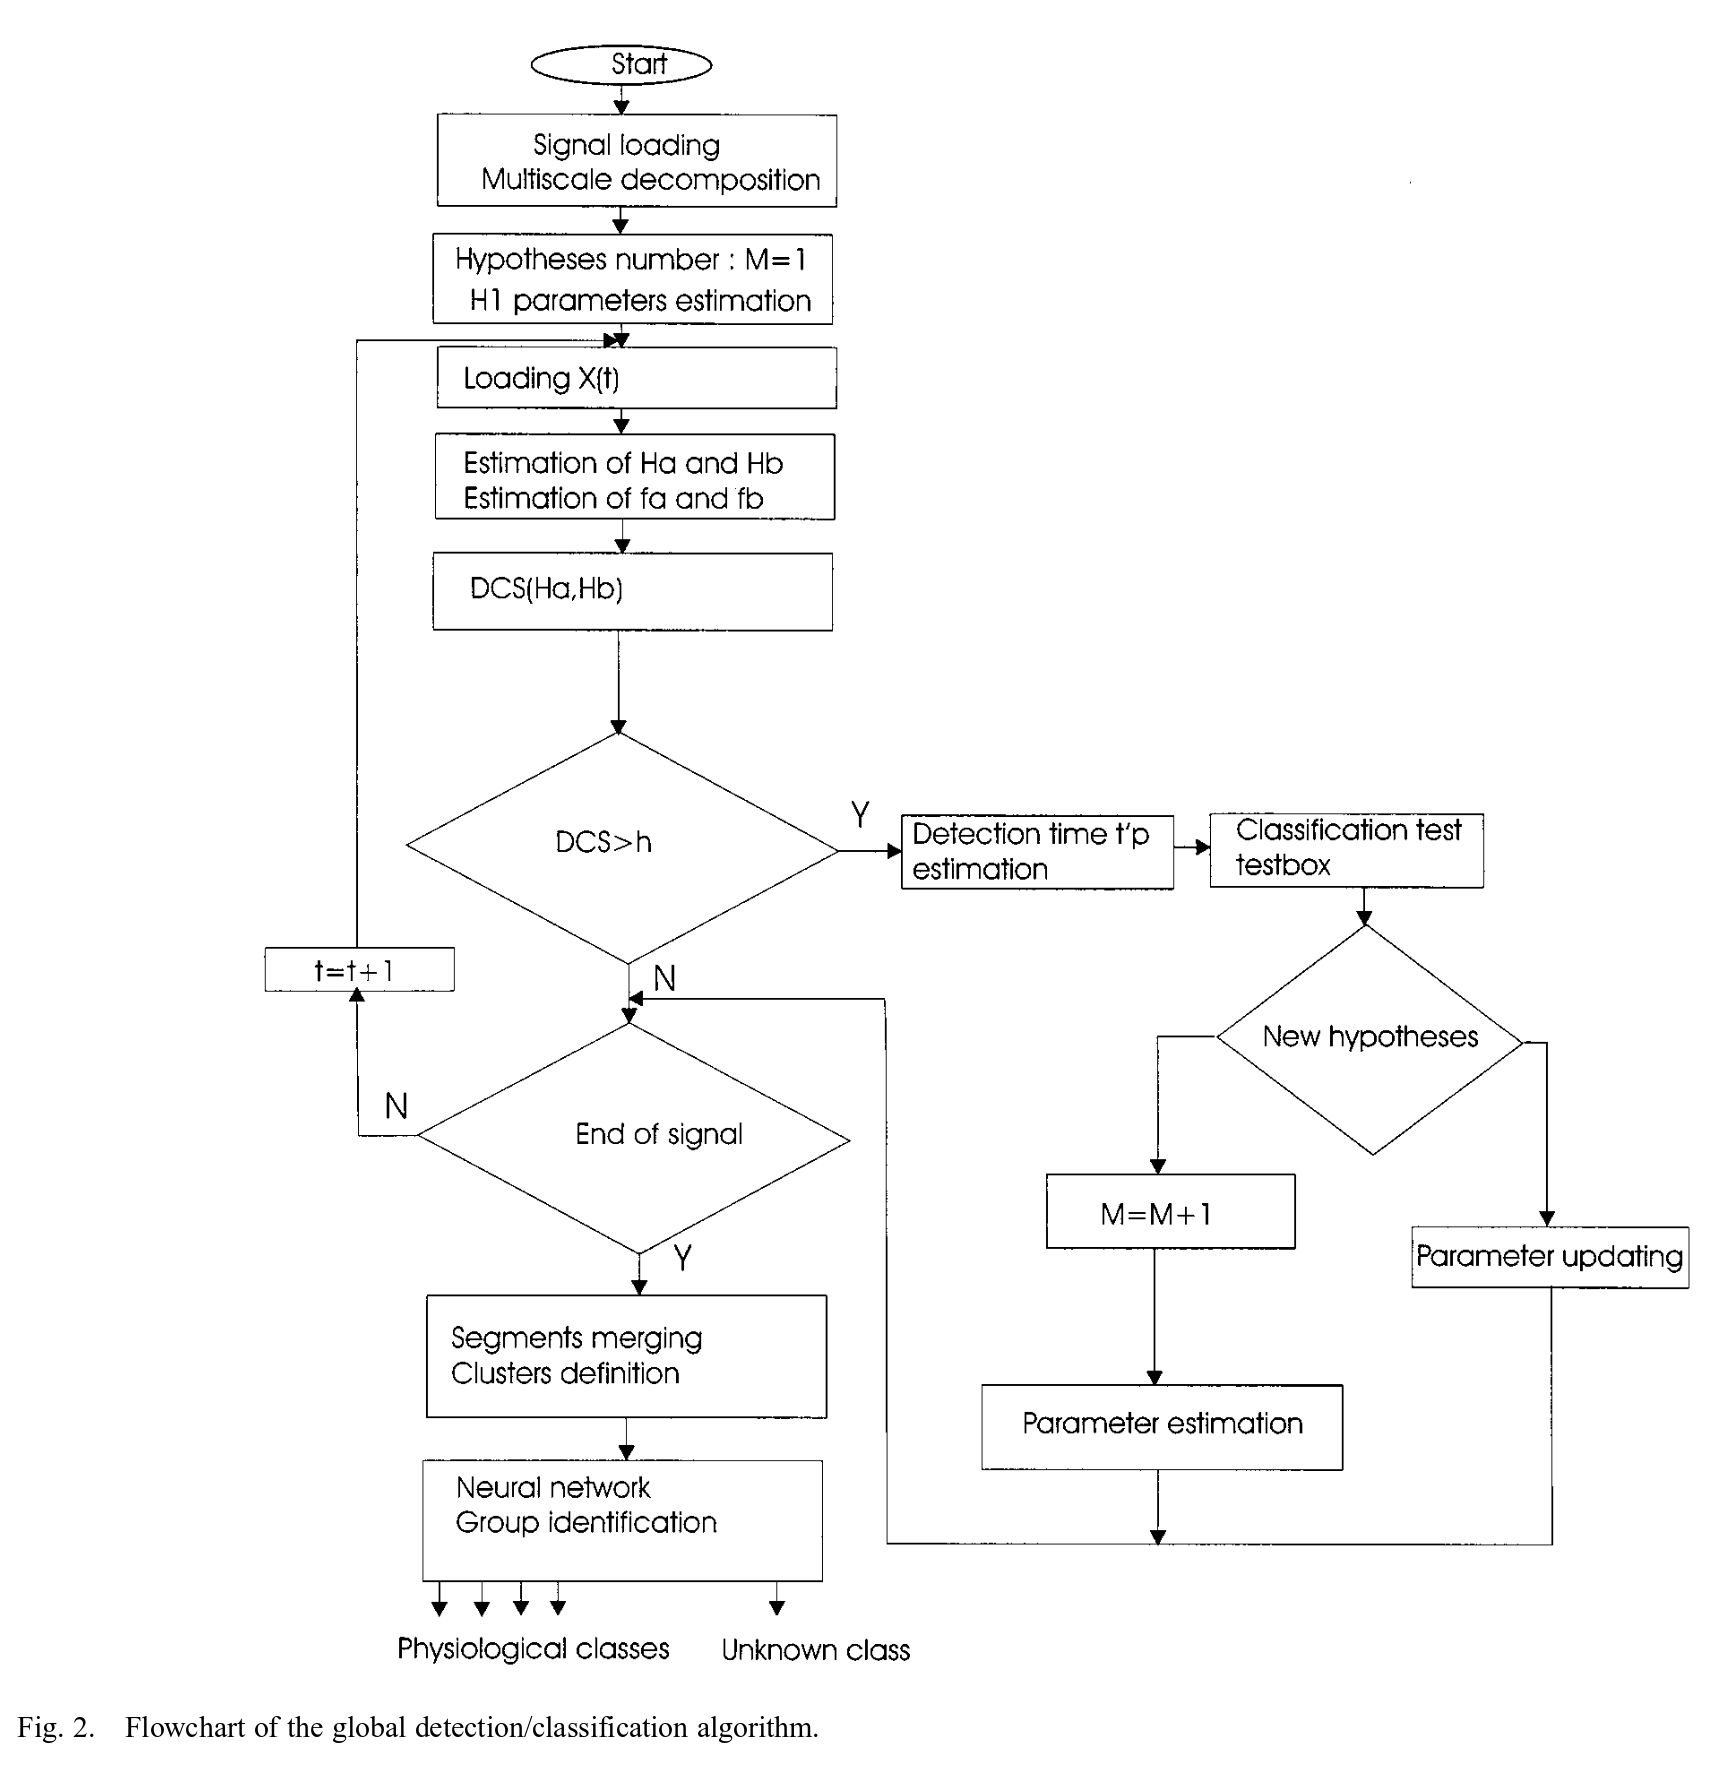 Start
Signal loading
Multiscale decomposition
Hypotheses number : M=1
H1 parameters estimation
Loading X(t)
Estimation of Ha and Hb
Estimation of fa and fb
DCS(Ha,Hb)
DCS>h
Y
Detection time t'p
estimation
Classification test
testbox
N
t=t+1
New hypotheses
N
End of signal
M=M+1
Y
Parameter updating
Segments merging
Clusters definition
Parameter estimation
Neural network
Group identification
Physiological classes
Unknown class
Fig. 2. Flowchart of the global detection/classification algorithm.